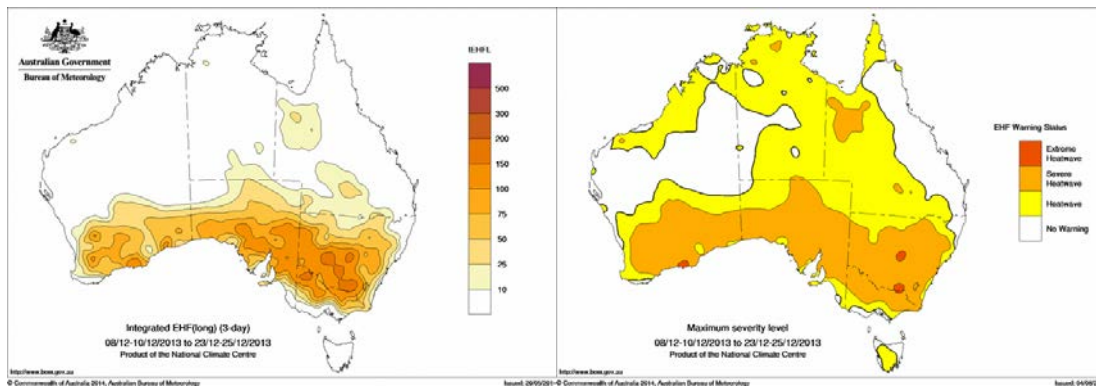 Australian Government
Bureau of Meteorology
IEHFL
500
300
200
150
100
75
50
25
10
Integrated EHF(long) (3-day)
08/12-10/12/2013 to 23/12-25/12/2013
Product of the National Climate Centre
http://www.bom.gov.au
© Commonwealth of Australia 2014, Australian Bureau of Meteorology
EHF Warning Status
Extreme
Heatwave
Severe
Heatwave
Heatwave
No Warning
Maximum severity level
08/12-10/12/2013 to 23/12-25/12/2013
Product of the National Climate Centre
http://www.bom.gov.au
© Commonwealth of Australia 2014, Australian Bureau of Meteorology